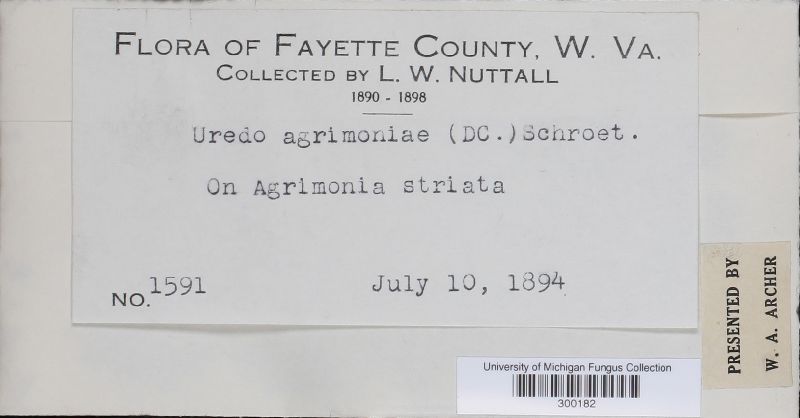 FLORA OF FAYETTE COUNTY, W. VA.
COLLECTED BY L. W. NUTTALL
1890 - 1898
Uredo agrimoniae (DC.) Schroet.
On Agrimonia striata
NO. 1591 July 10, 1894
PRESENTED BY
W. A. ARCHER
University of Michigan Fungus Collection
300182